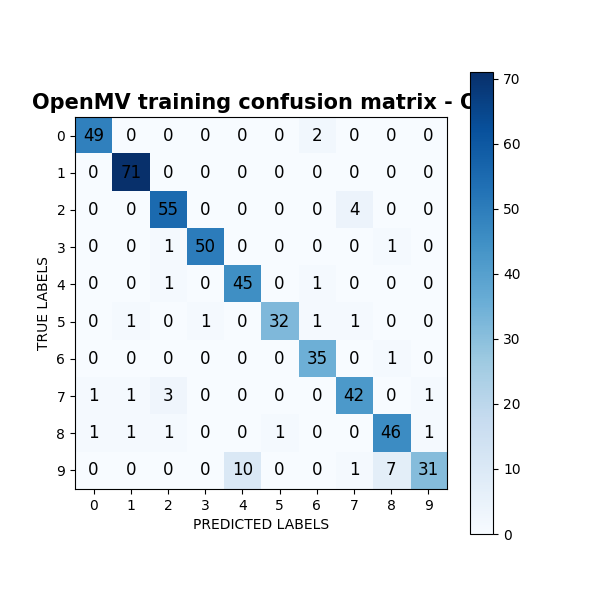 OpenMV training confusion matrix -
70
60
50
40
30
20
10
0
TRUE LABELS
0 49 0 0 0 0 0 2 0 0 0
1 0 71 0 0 0 0 0 0 0 0
2 0 0 55 0 0 0 0 4 0 0
3 0 0 1 50 0 0 0 0 1 0
4 0 0 1 0 45 0 1 0 0 0
5 0 1 0 1 0 32 1 1 0 0
6 0 0 0 0 0 0 35 0 1 0
7 1 1 3 0 0 0 0 42 0 1
8 1 1 1 0 0 1 0 0 46 1
9 0 0 0 0 10 0 0 1 7 31
0 1 2 3 4 5 6 7 8 9
PREDICTED LABELS